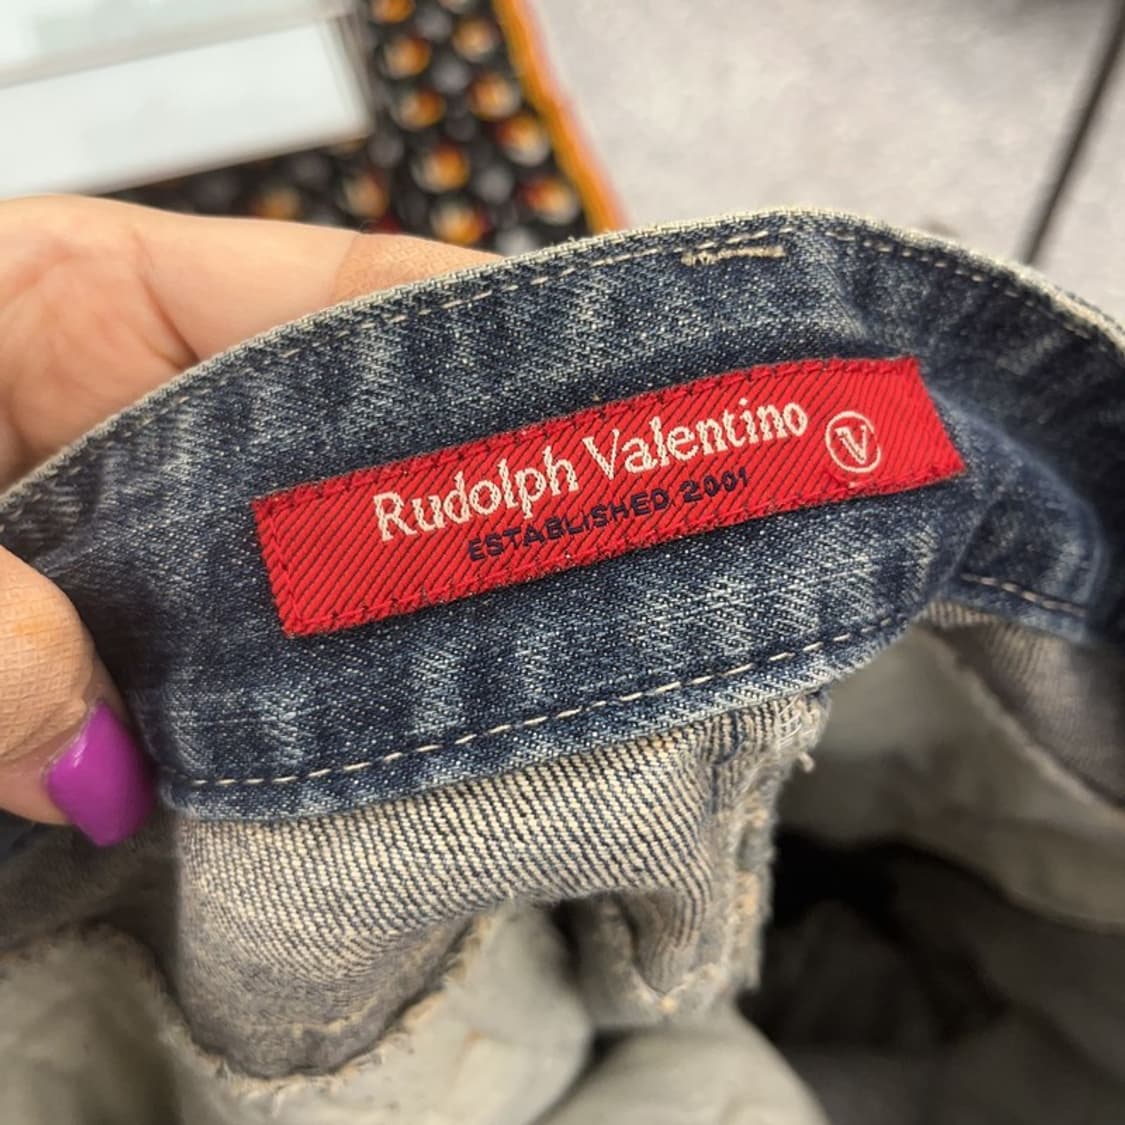 Rudolph Valentino V
ESTABLISHED 2001